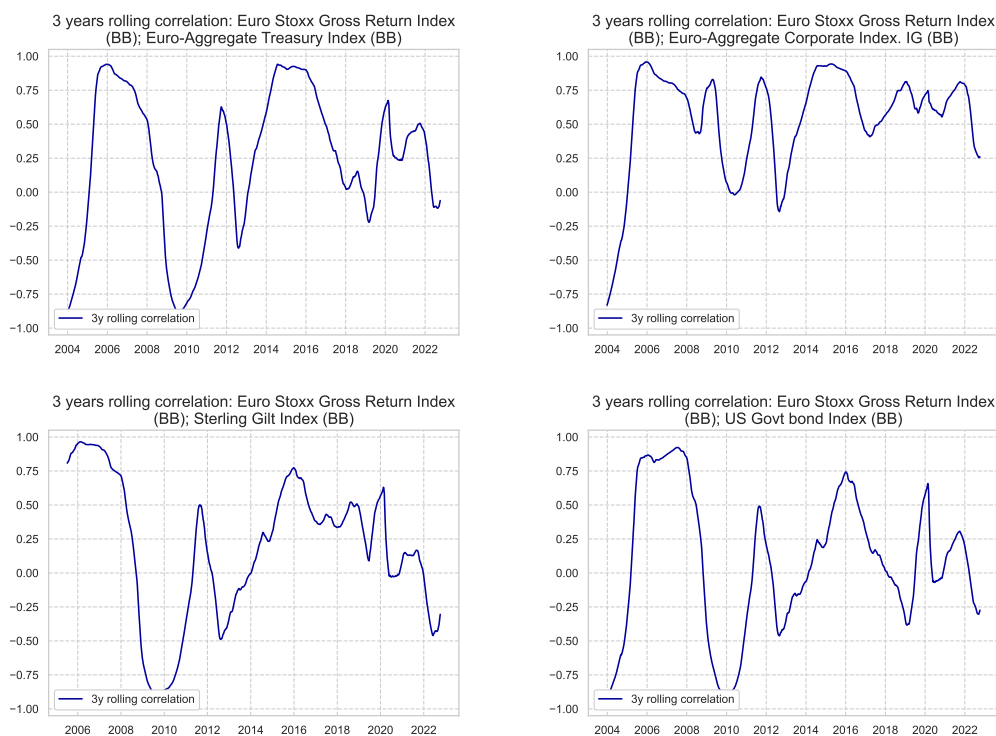 3 years rolling correlation: Euro Stoxx Gross Return Index
(BB); Euro-Aggregate Treasury Index (BB)
1.00
0.75
0.50
0.25
0.00
−0.25
−0.50
−0.75
−1.00
3y rolling correlation
2004 2006 2008 2010 2012 2014 2016 2018 2020 2022
3 years rolling correlation: Euro Stoxx Gross Return Index
(BB); Euro-Aggregate Corporate Index. IG (BB)
1.00
0.75
0.50
0.25
0.00
−0.25
−0.50
−0.75
−1.00
3y rolling correlation
2004 2006 2008 2010 2012 2014 2016 2018 2020 2022
3 years rolling correlation: Euro Stoxx Gross Return Index
(BB); Sterling Gilt Index (BB)
1.00
0.75
0.50
0.25
0.00
−0.25
−0.50
−0.75
−1.00
3y rolling correlation
2006 2008 2010 2012 2014 2016 2018 2020 2022
3 years rolling correlation: Euro Stoxx Gross Return Index
(BB); US Govt bond Index (BB)
1.00
0.75
0.50
0.25
0.00
−0.25
−0.50
−0.75
−1.00
3y rolling correlation
2004 2006 2008 2010 2012 2014 2016 2018 2020 2022